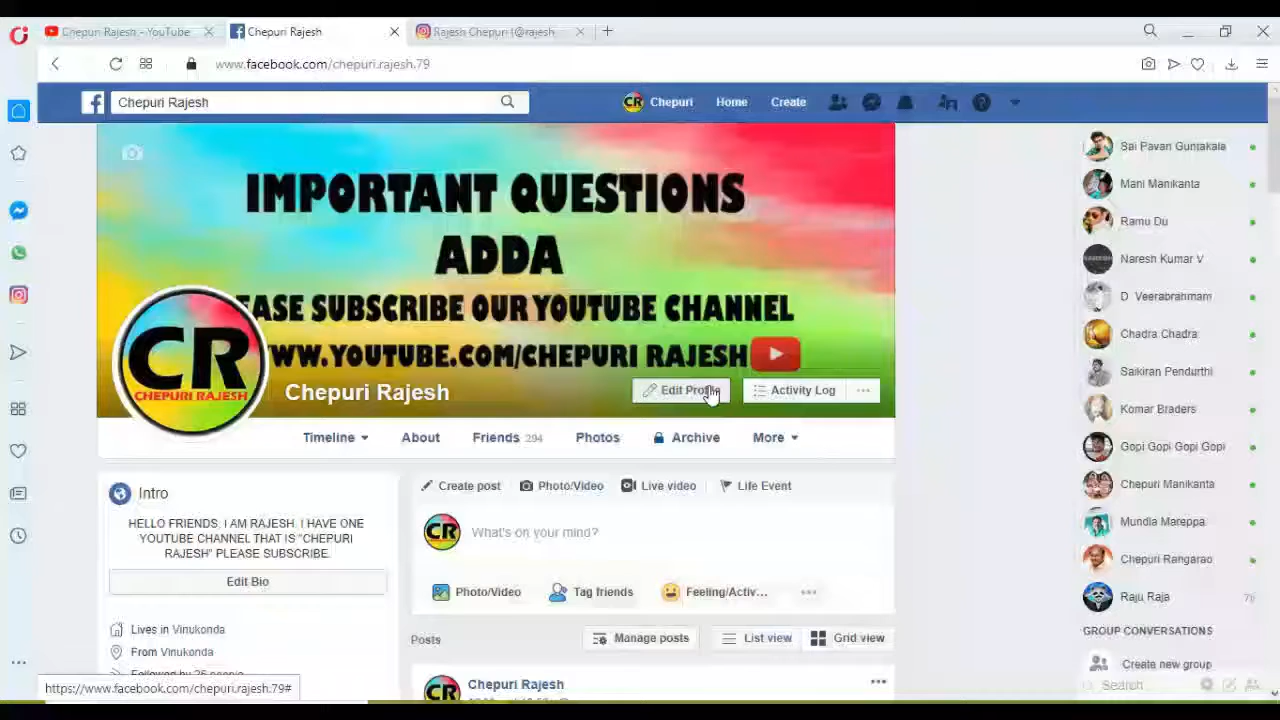 Chepuri Rajesh - YouTube
Chepuri Rajesh
Rajesh Chepuri (@rajesh
www.facebook.com/chepuri.rajesh.79
Chepuri Rajesh
Chepuri
Home
Create
IMPORTANT QUESTIONS
ADDA
EASE SUBSCRIBE OUR YOUTUBE CHANNEL
WW.YOUTUBE.COM/CHEPURI RAJESH
CR
CHEPURI RAJESH
Chepuri Rajesh
Edit Profile
Activity Log
Timeline
About
Friends 294
Photos
Archive
More
Intro
HELLO FRIENDS. I AM RAJESH. I HAVE ONE
YOUTUBE CHANNEL THAT IS "CHEPURI
RAJESH" PLEASE SUBSCRIBE.
Edit Bio
Lives in Vinukonda
From Vinukonda
Followed by 26 people
https://www.facebook.com/chepuri.rajesh.79#
Create post
Photo/Video
Live video
Life Event
CR
What's on your mind?
Photo/Video
Tag friends
Feeling/Activ...
Posts
Manage posts
List view
Grid view
CR
Chepuri Rajesh
Sai Pavan Guntakala
Mani Manikanta
Ramu Du
Naresh Kumar V
D Veerabrahmam
Chadra Chadra
Saikiran Pendurthi
Komar Braders
Gopi Gopi Gopi Gopi
Chepuri Manikanta
Mundla Mareppa
Chepuri Rangarao
Raju Raja
GROUP CONVERSATIONS
Create new group
Search